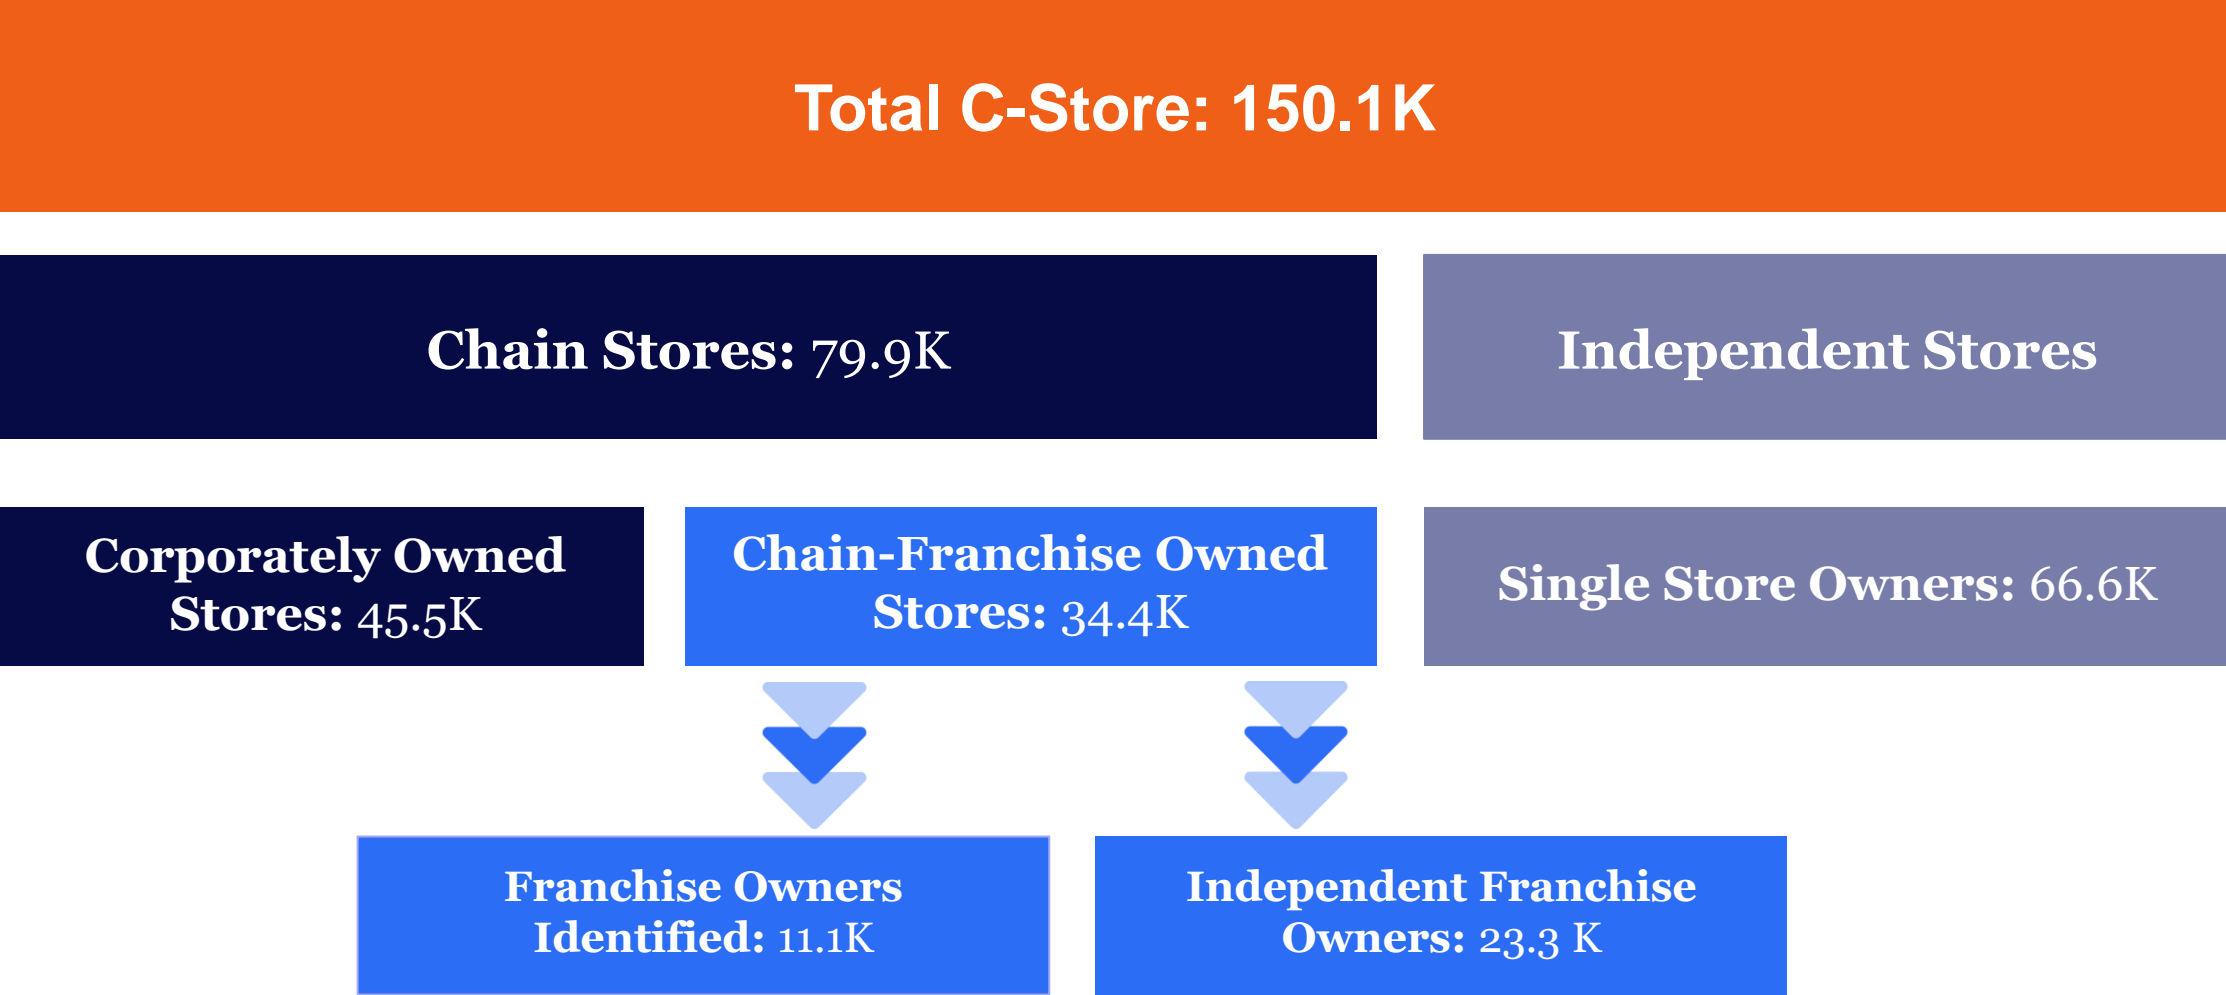 Total C-Store: 150.1K
Chain Stores: 79.9K
Independent Stores
Corporately Owned
Stores: 45.5K
Chain-Franchise Owned
Stores: 34.4K
Single Store Owners: 66.6K
Franchise Owners
Identified: 11.1K
Independent Franchise
Owners: 23.3 K